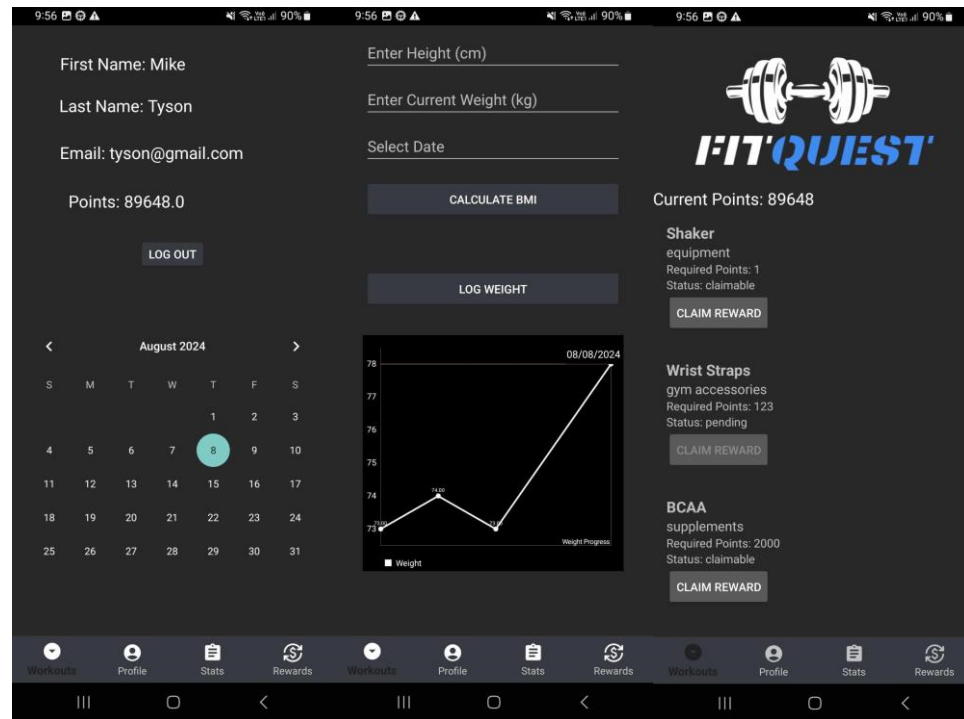 9:56
90%
First Name: Mike
Last Name: Tyson
Email: tyson@gmail.com
Points: 89648.0
LOG OUT
August 2024
S M T W T F S
1 2 3
4 5 6 7 8 9 10
11 12 13 14 15 16 17
18 19 20 21 22 23 24
25 26 27 28 29 30 31
Workouts Profile Stats Rewards
9:56
90%
Enter Height (cm)
Enter Current Weight (kg)
Select Date
CALCULATE BMI
LOG WEIGHT
08/08/2024
78
77
76
75
74
74.00
73
73.00
73.00
Weight Progress
Weight
Workouts Profile Stats Rewards
9:56
90%
FITQUEST
Current Points: 89648
Shaker
equipment
Required Points: 1
Status: claimable
CLAIM REWARD
Wrist Straps
gym accessories
Required Points: 123
Status: pending
CLAIM REWARD
BCAA
supplements
Required Points: 2000
Status: claimable
CLAIM REWARD
Workouts Profile Stats Rewards